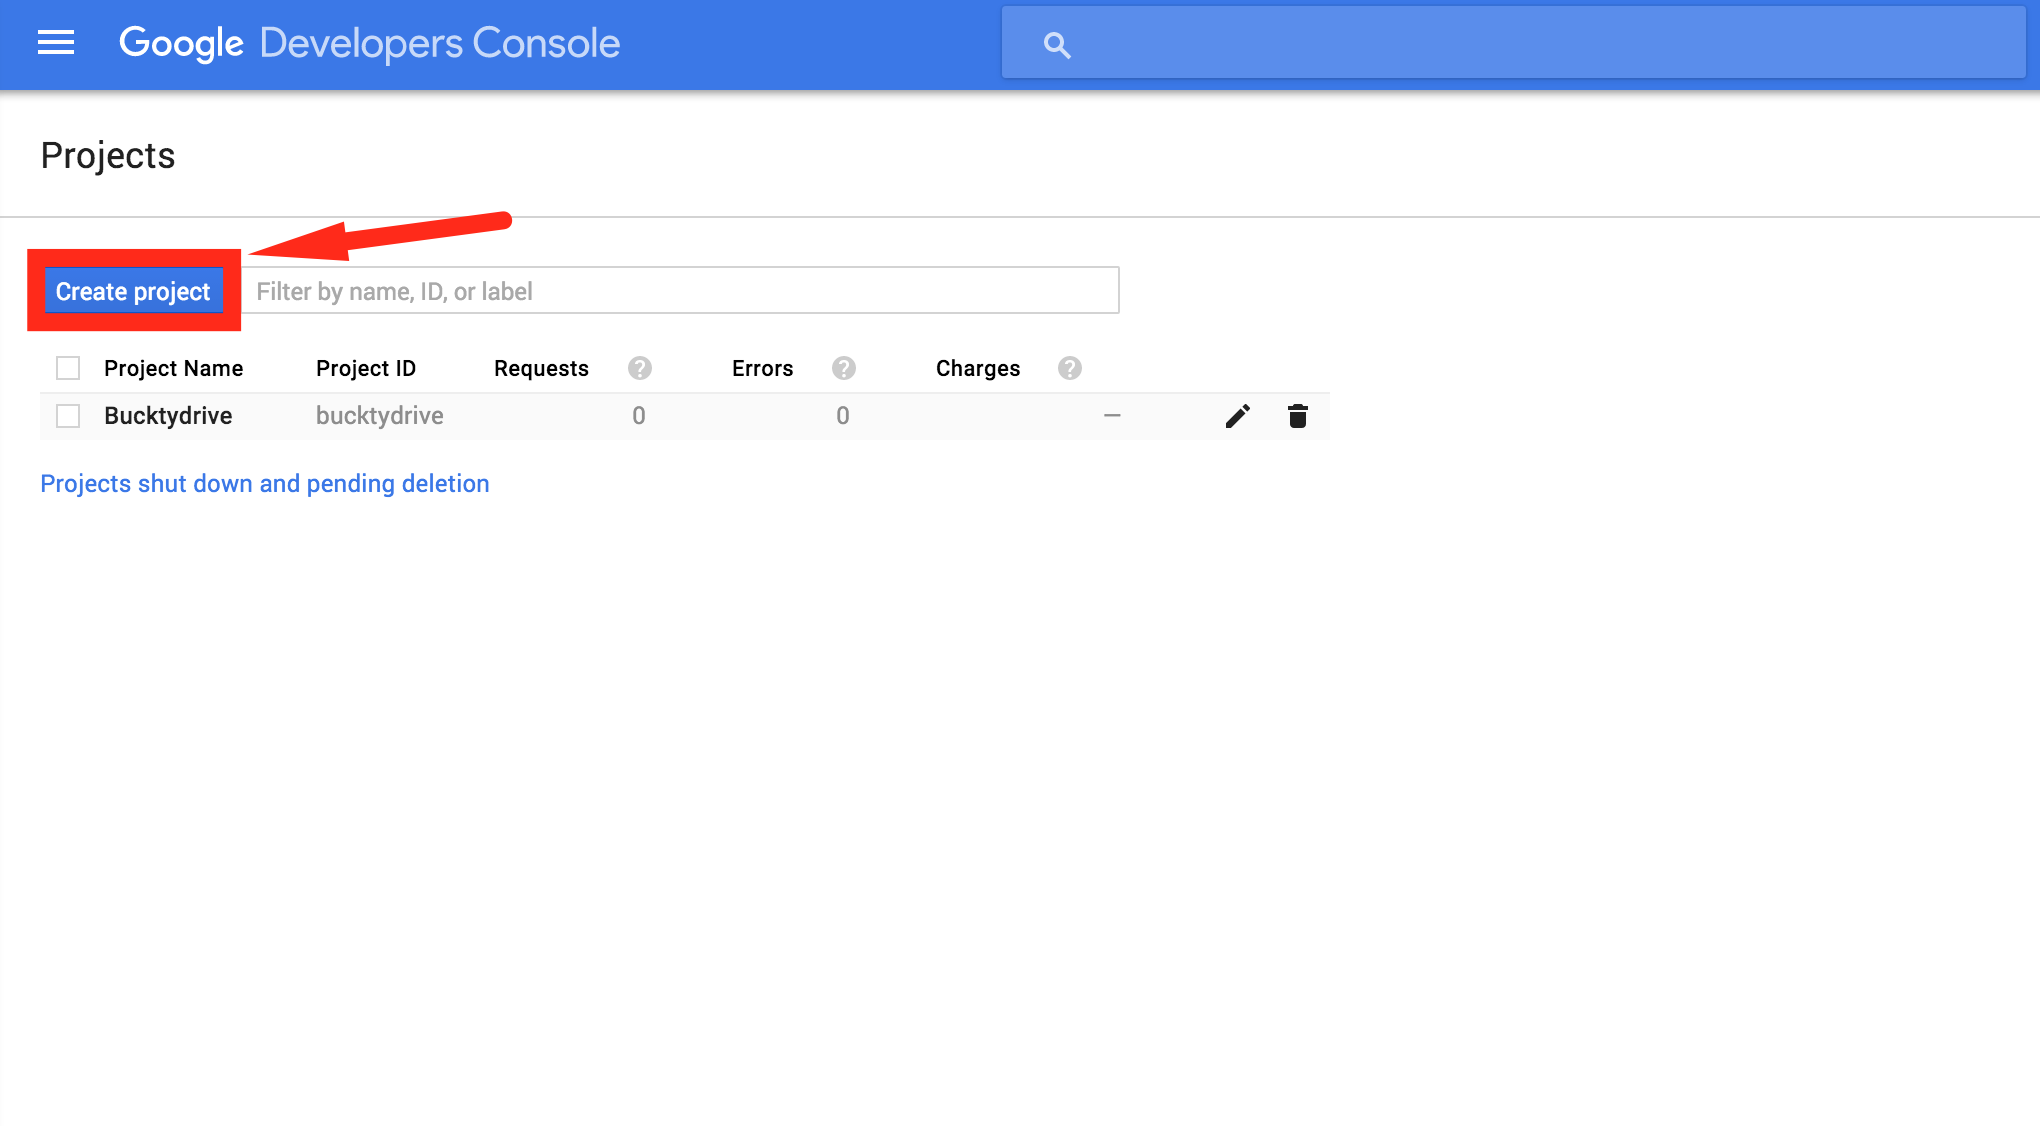 Google Developers Console
Projects
Create project
Filter by name, ID, or label
Project Name Project ID Requests ? Errors ? Charges ?
Bucktydrive bucktydrive 0 0 —
Projects shut down and pending deletion